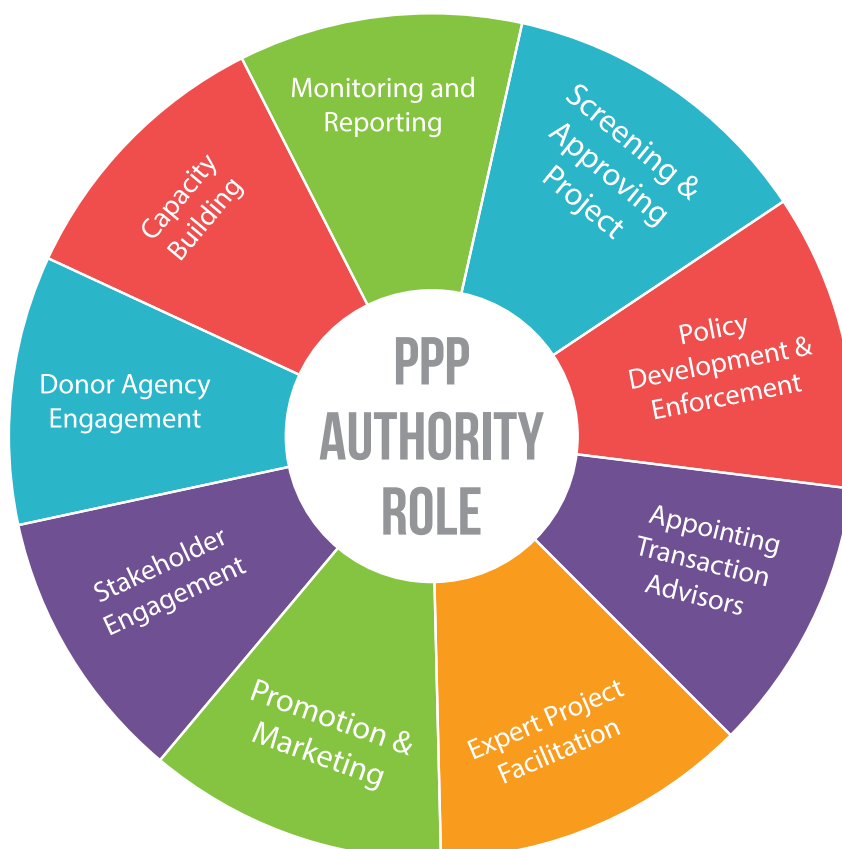 PPP
AUTHORITY
ROLE
Monitoring and
Reporting
Screening &
Approving
Project
Policy
Development &
Enforcement
Appointing
Transaction
Advisors
Expert Project
Facilitation
Promotion &
Marketing
Stakeholder
Engagement
Donor Agency
Engagement
Capacity
Building